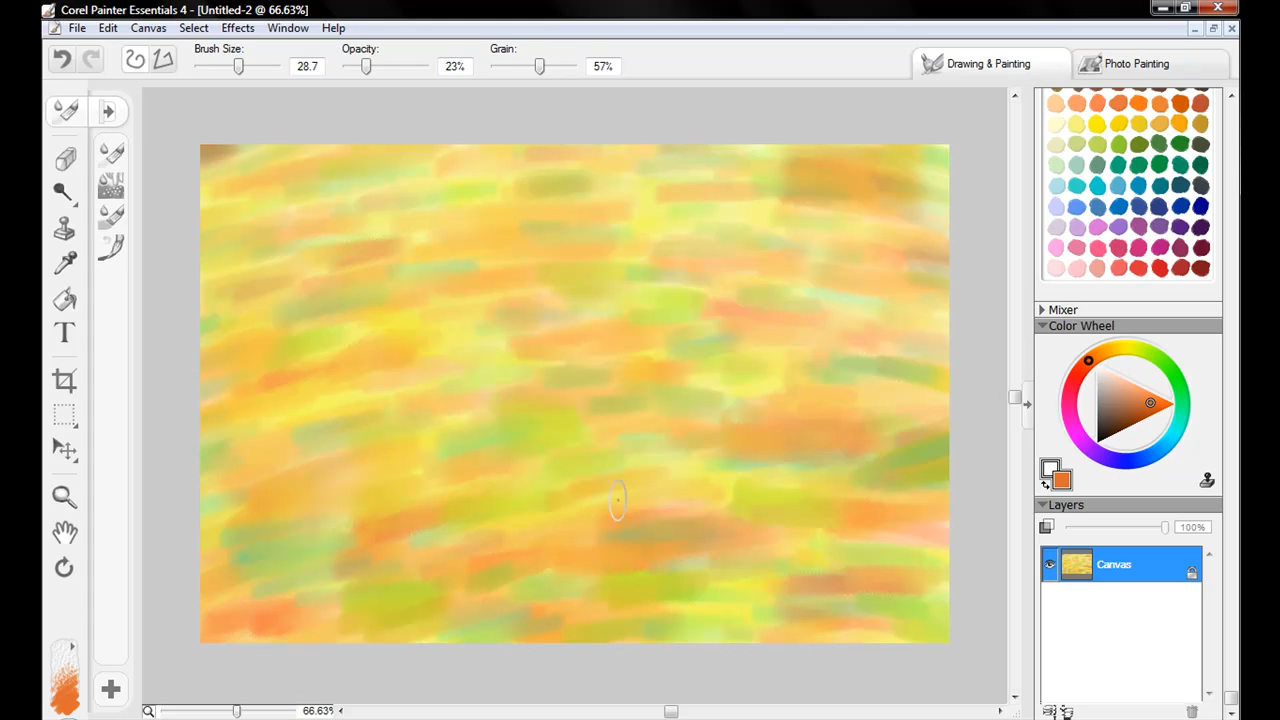 Corel Painter Essentials 4 - [Untitled-2 @ 66.63%]
File Edit Canvas Select Effects Window Help
Brush Size: Opacity: Grain:
28.7 23% 57%
Drawing & Painting Photo Painting
T
Mixer
Color Wheel
Layers
100%
Canvas
66.63%